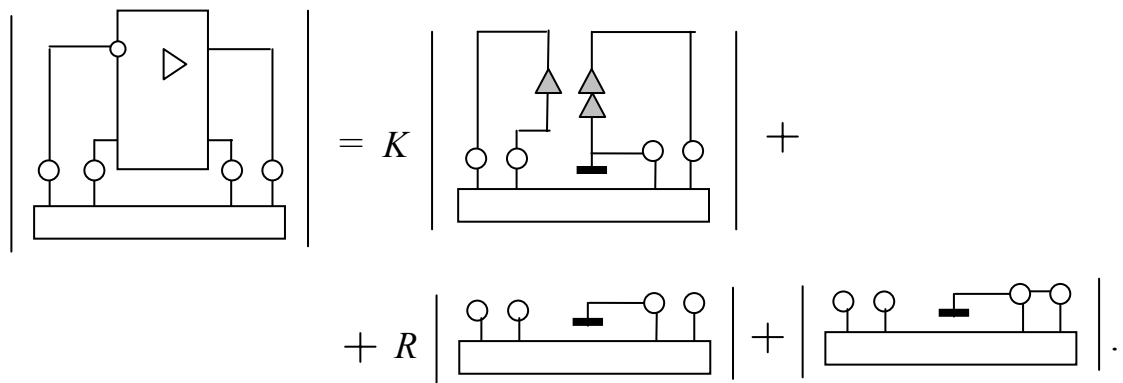 = K +
+ R + .